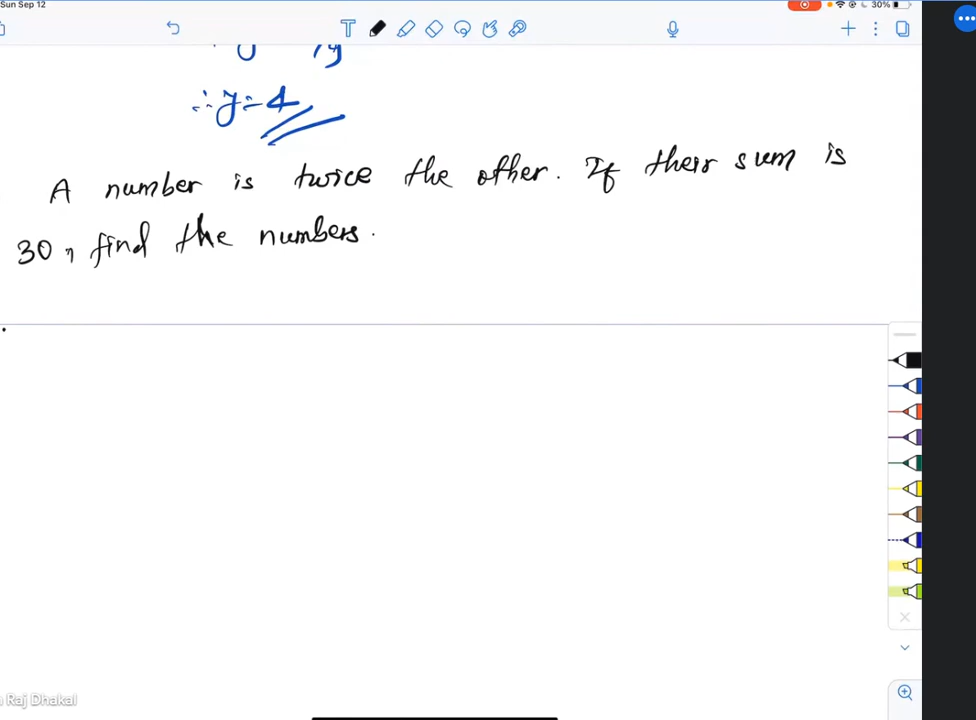 Sun Sep 12
30%
∴ y = 4
A number is twice the other. If their sum is
30, find the numbers.
Raj Dhakal